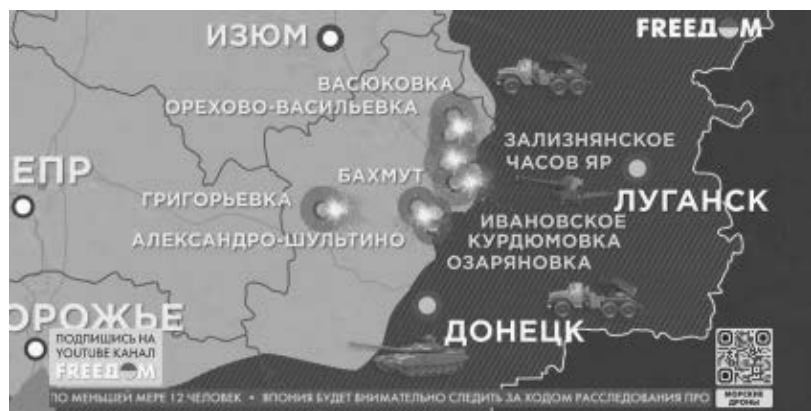 ИЗЮМ
FREEДОМ
ВАСЮКОВКА
ОРЕХОВО-ВАСИЛЬЕВКА
ЗАЛИЗНЯНСКОЕ
ЧАСОВ ЯР
ЕПР
БАХМУТ
ГРИГОРЬЕВКА
ЛУГАНСК
АЛЕКСАНДРО-ШУЛЬТИНО
ИВАНОВСКОЕ
КУРДЮМОВКА
ОЗАРЯНОВКА
ОРОЖЬЕ
ДОНЕЦК
ПОДПИШИСЬ НА
YOUTUBE КАНАЛ
FREEДОМ
МОРСКИЕ
ДРОНЫ
ПО МЕНЬШЕЙ МЕРЕ 12 ЧЕЛОВЕК • ЯПОНИЯ БУДЕТ ВНИМАТЕЛЬНО СЛЕДИТЬ ЗА ХОДОМ РАССЛЕДОВАНИЯ ПРО